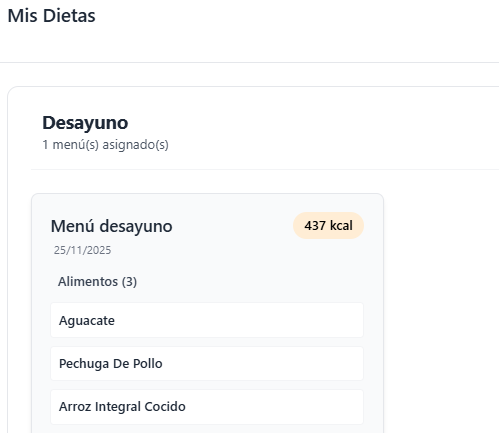 Mis Dietas
Desayuno
1 menú(s) asignado(s)
Menú desayuno
437 kcal
25/11/2025
Alimentos (3)
Aguacate
Pechuga De Pollo
Arroz Integral Cocido